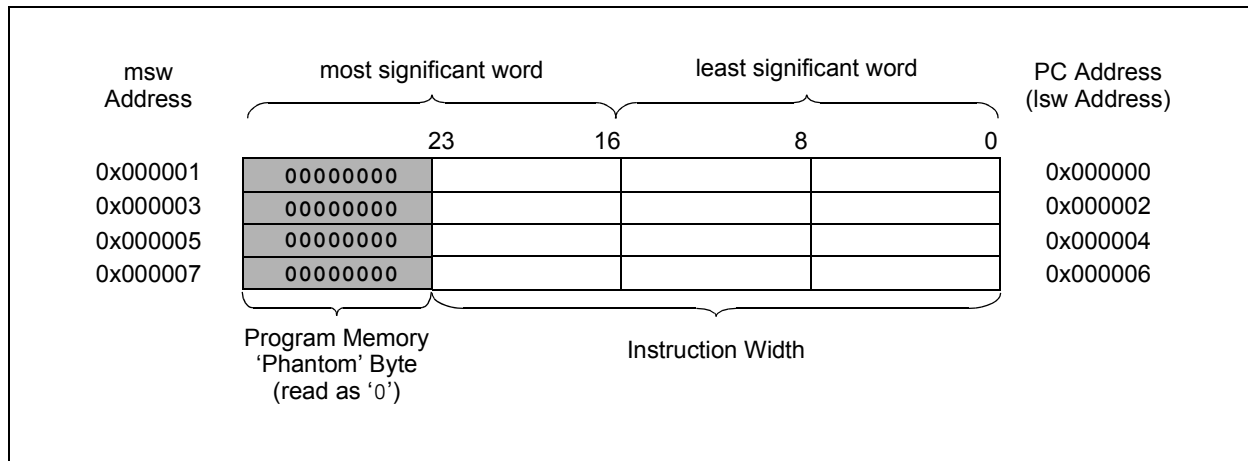 msw
Address
most significant word
least significant word
PC Address
(lsw Address)
23
16
8
0
0x000001
00000000
0x000000
0x000003
00000000
0x000002
0x000005
00000000
0x000004
0x000007
00000000
0x000006
Program Memory
‘Phantom’ Byte
(read as ‘0’)
Instruction Width